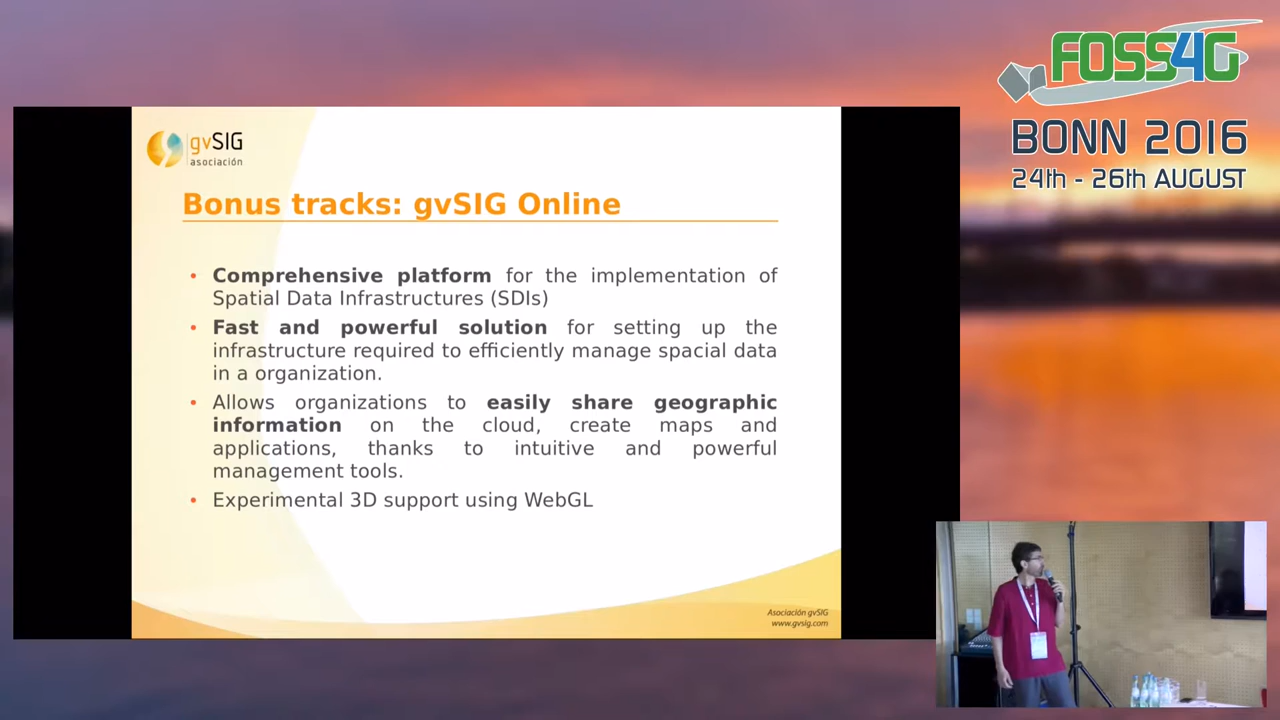 FOSS4G
BONN 2016
24th - 26th AUGUST
gvSIG
asociación
Bonus tracks: gvSIG Online
• Comprehensive platform for the implementation of
Spatial Data Infrastructures (SDIs)
• Fast and powerful solution for setting up the
infrastructure required to efficiently manage spacial data
in a organization.
• Allows organizations to easily share geographic
information on the cloud, create maps and
applications, thanks to intuitive and powerful
management tools.
• Experimental 3D support using WebGL
Asociación gvSIG
www.gvsig.com